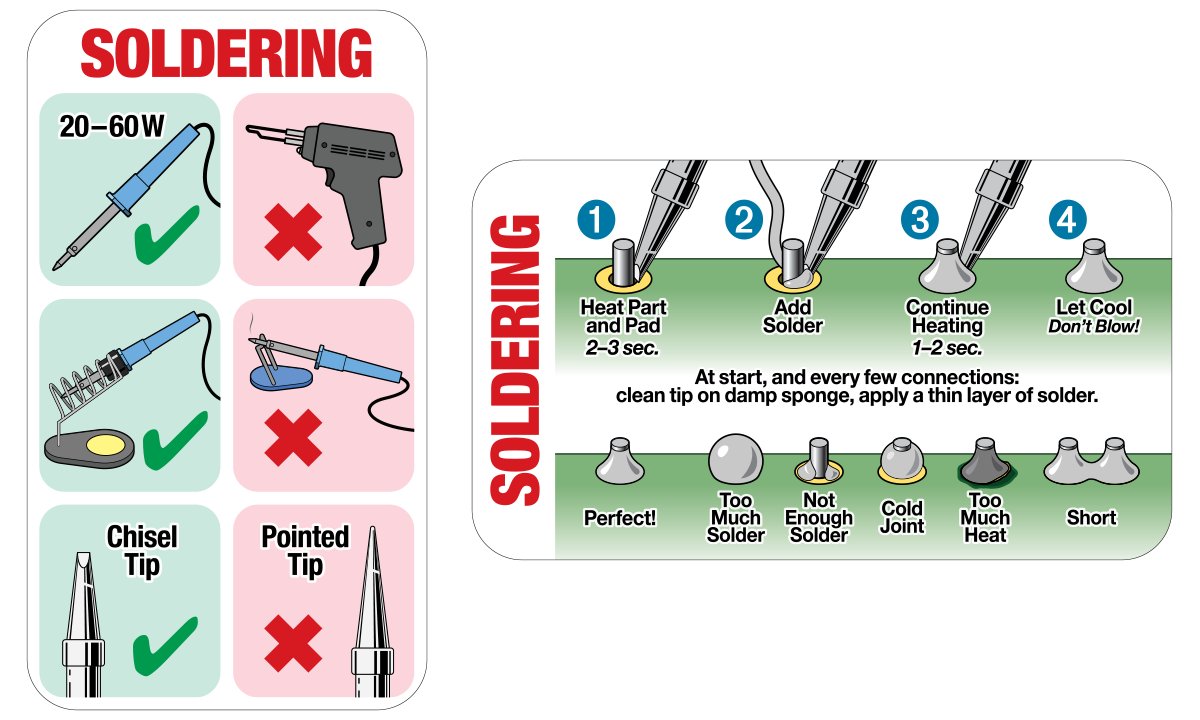 SOLDERING
20–60W
Chisel
Tip
Pointed
Tip
SOLDERING
1
2
3
4
Heat Part
and Pad
2–3 sec.
Add
Solder
Continue
Heating
1–2 sec.
Let Cool
Don't Blow!
At start, and every few connections:
clean tip on damp sponge, apply a thin layer of solder.
Perfect!
Too
Much
Solder
Not
Enough
Solder
Cold
Joint
Too
Much
Heat
Short